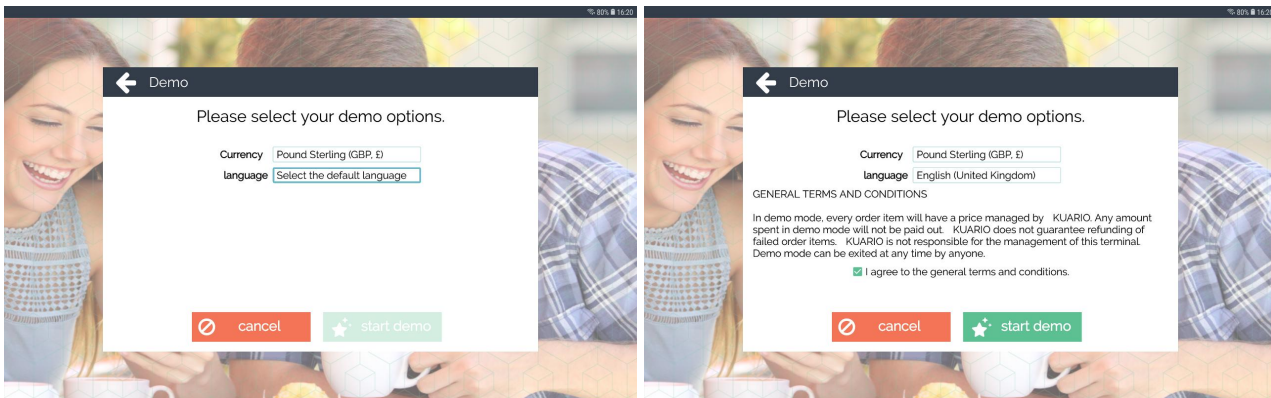 80% 16:20
Demo
Please select your demo options.
Currency Pound Sterling (GBP, £)
language Select the default language
cancel start demo
80% 16:20
Demo
Please select your demo options.
Currency Pound Sterling (GBP, £)
language English (United Kingdom)
GENERAL TERMS AND CONDITIONS
In demo mode, every order item will have a price managed by KUARIO. Any amount
spent in demo mode will not be paid out. KUARIO does not guarantee refunding of
failed order items. KUARIO is not responsible for the management of this terminal.
Demo mode can be exited at any time by anyone.
I agree to the general terms and conditions.
cancel start demo